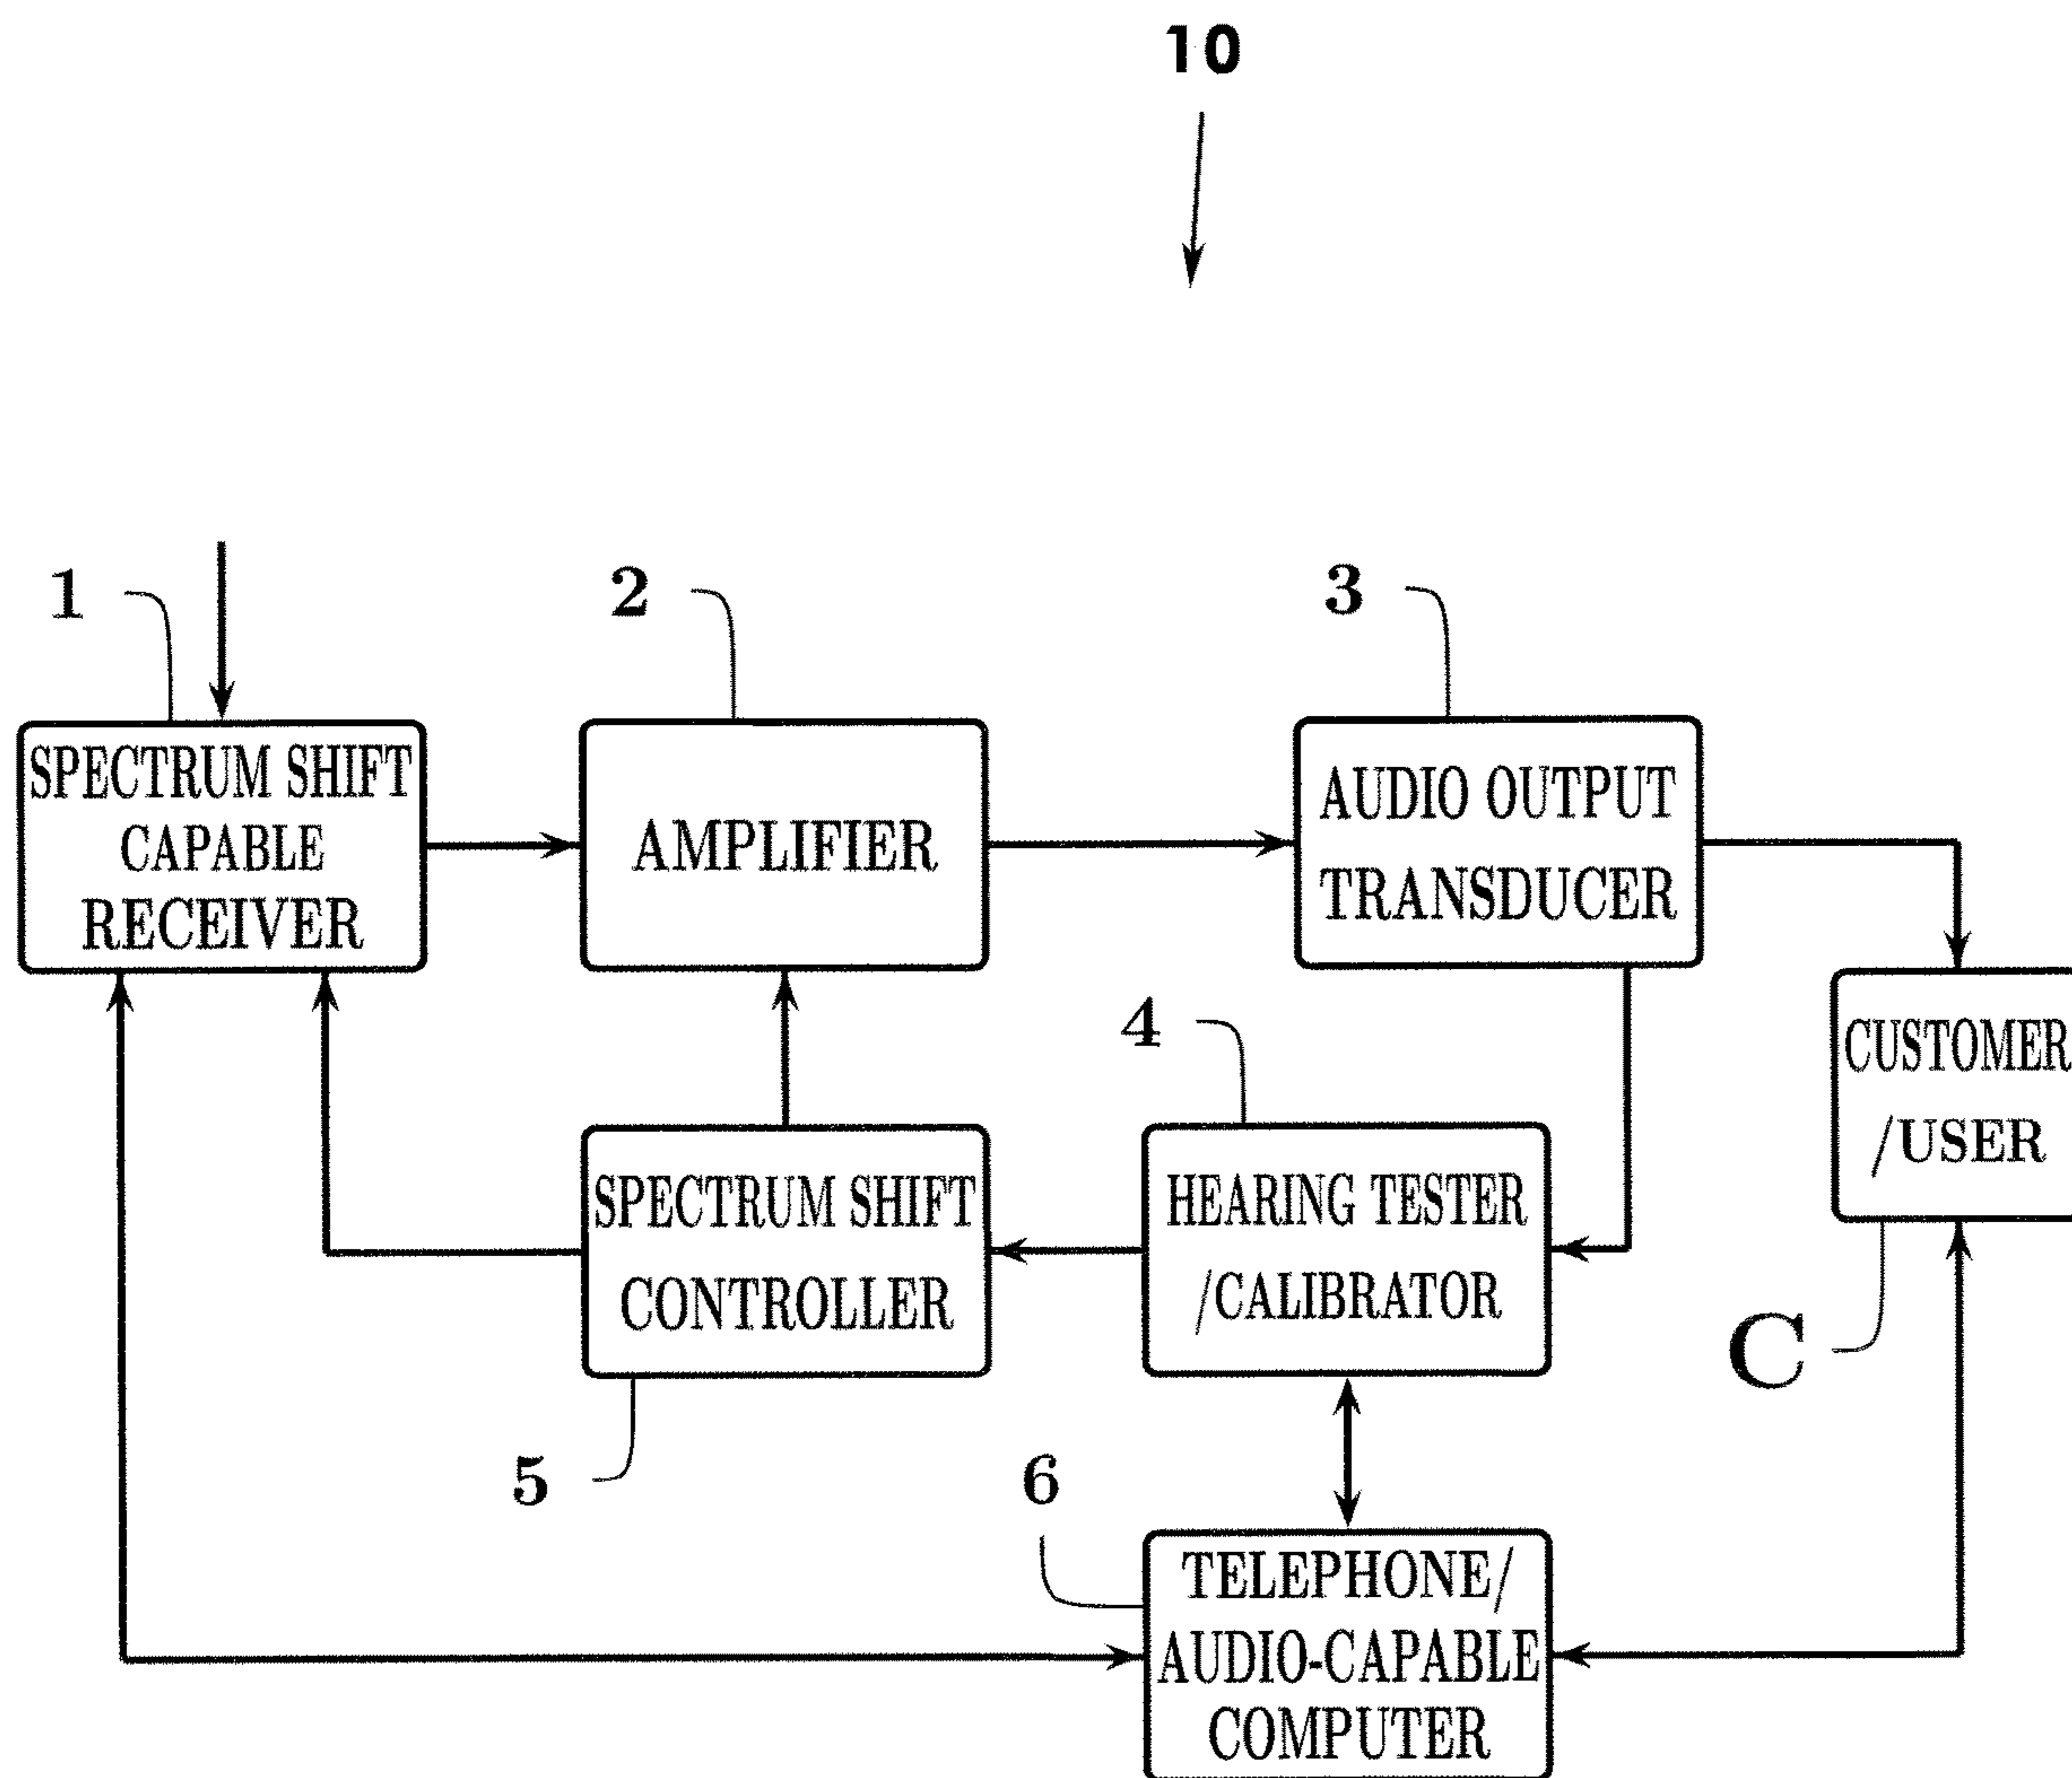 10
1
2
3
SPECTRUM SHIFT
CAPABLE
RECEIVER
AMPLIFIER
AUDIO OUTPUT
TRANSDUCER
4
CUSTOMER
/USER
SPECTRUM SHIFT
CONTROLLER
HEARING TESTER
/CALIBRATOR
C
5
6
TELEPHONE/
AUDIO-CAPABLE
COMPUTER